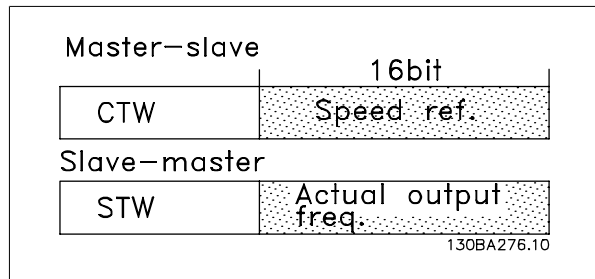 Master-slave
16bit
CTW
Speed ref.
Slave-master
STW
Actual output
freq.
130BA276.10